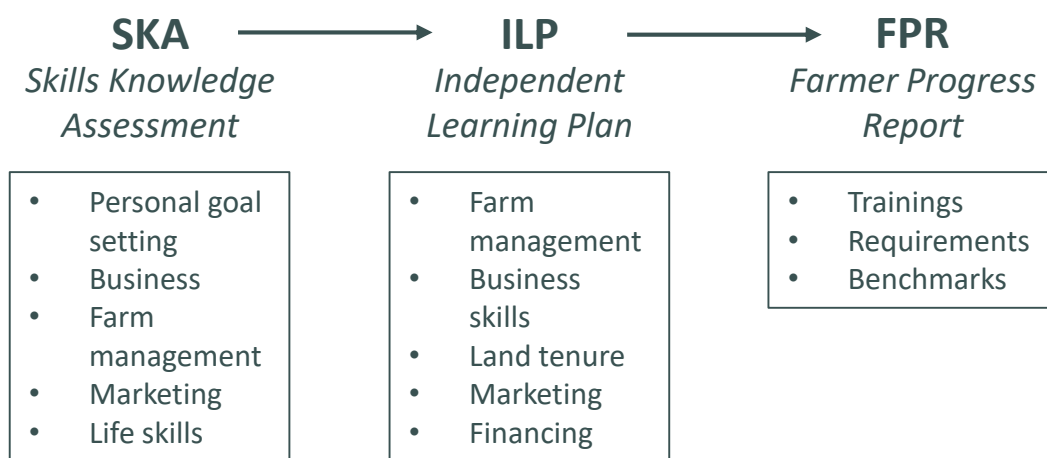 SKA
Skills Knowledge
Assessment
• Personal goal
setting
• Business
• Farm
management
• Marketing
• Life skills
ILP
Independent
Learning Plan
• Farm
management
• Business
skills
• Land tenure
• Marketing
• Financing
FPR
Farmer Progress
Report
• Trainings
• Requirements
• Benchmarks